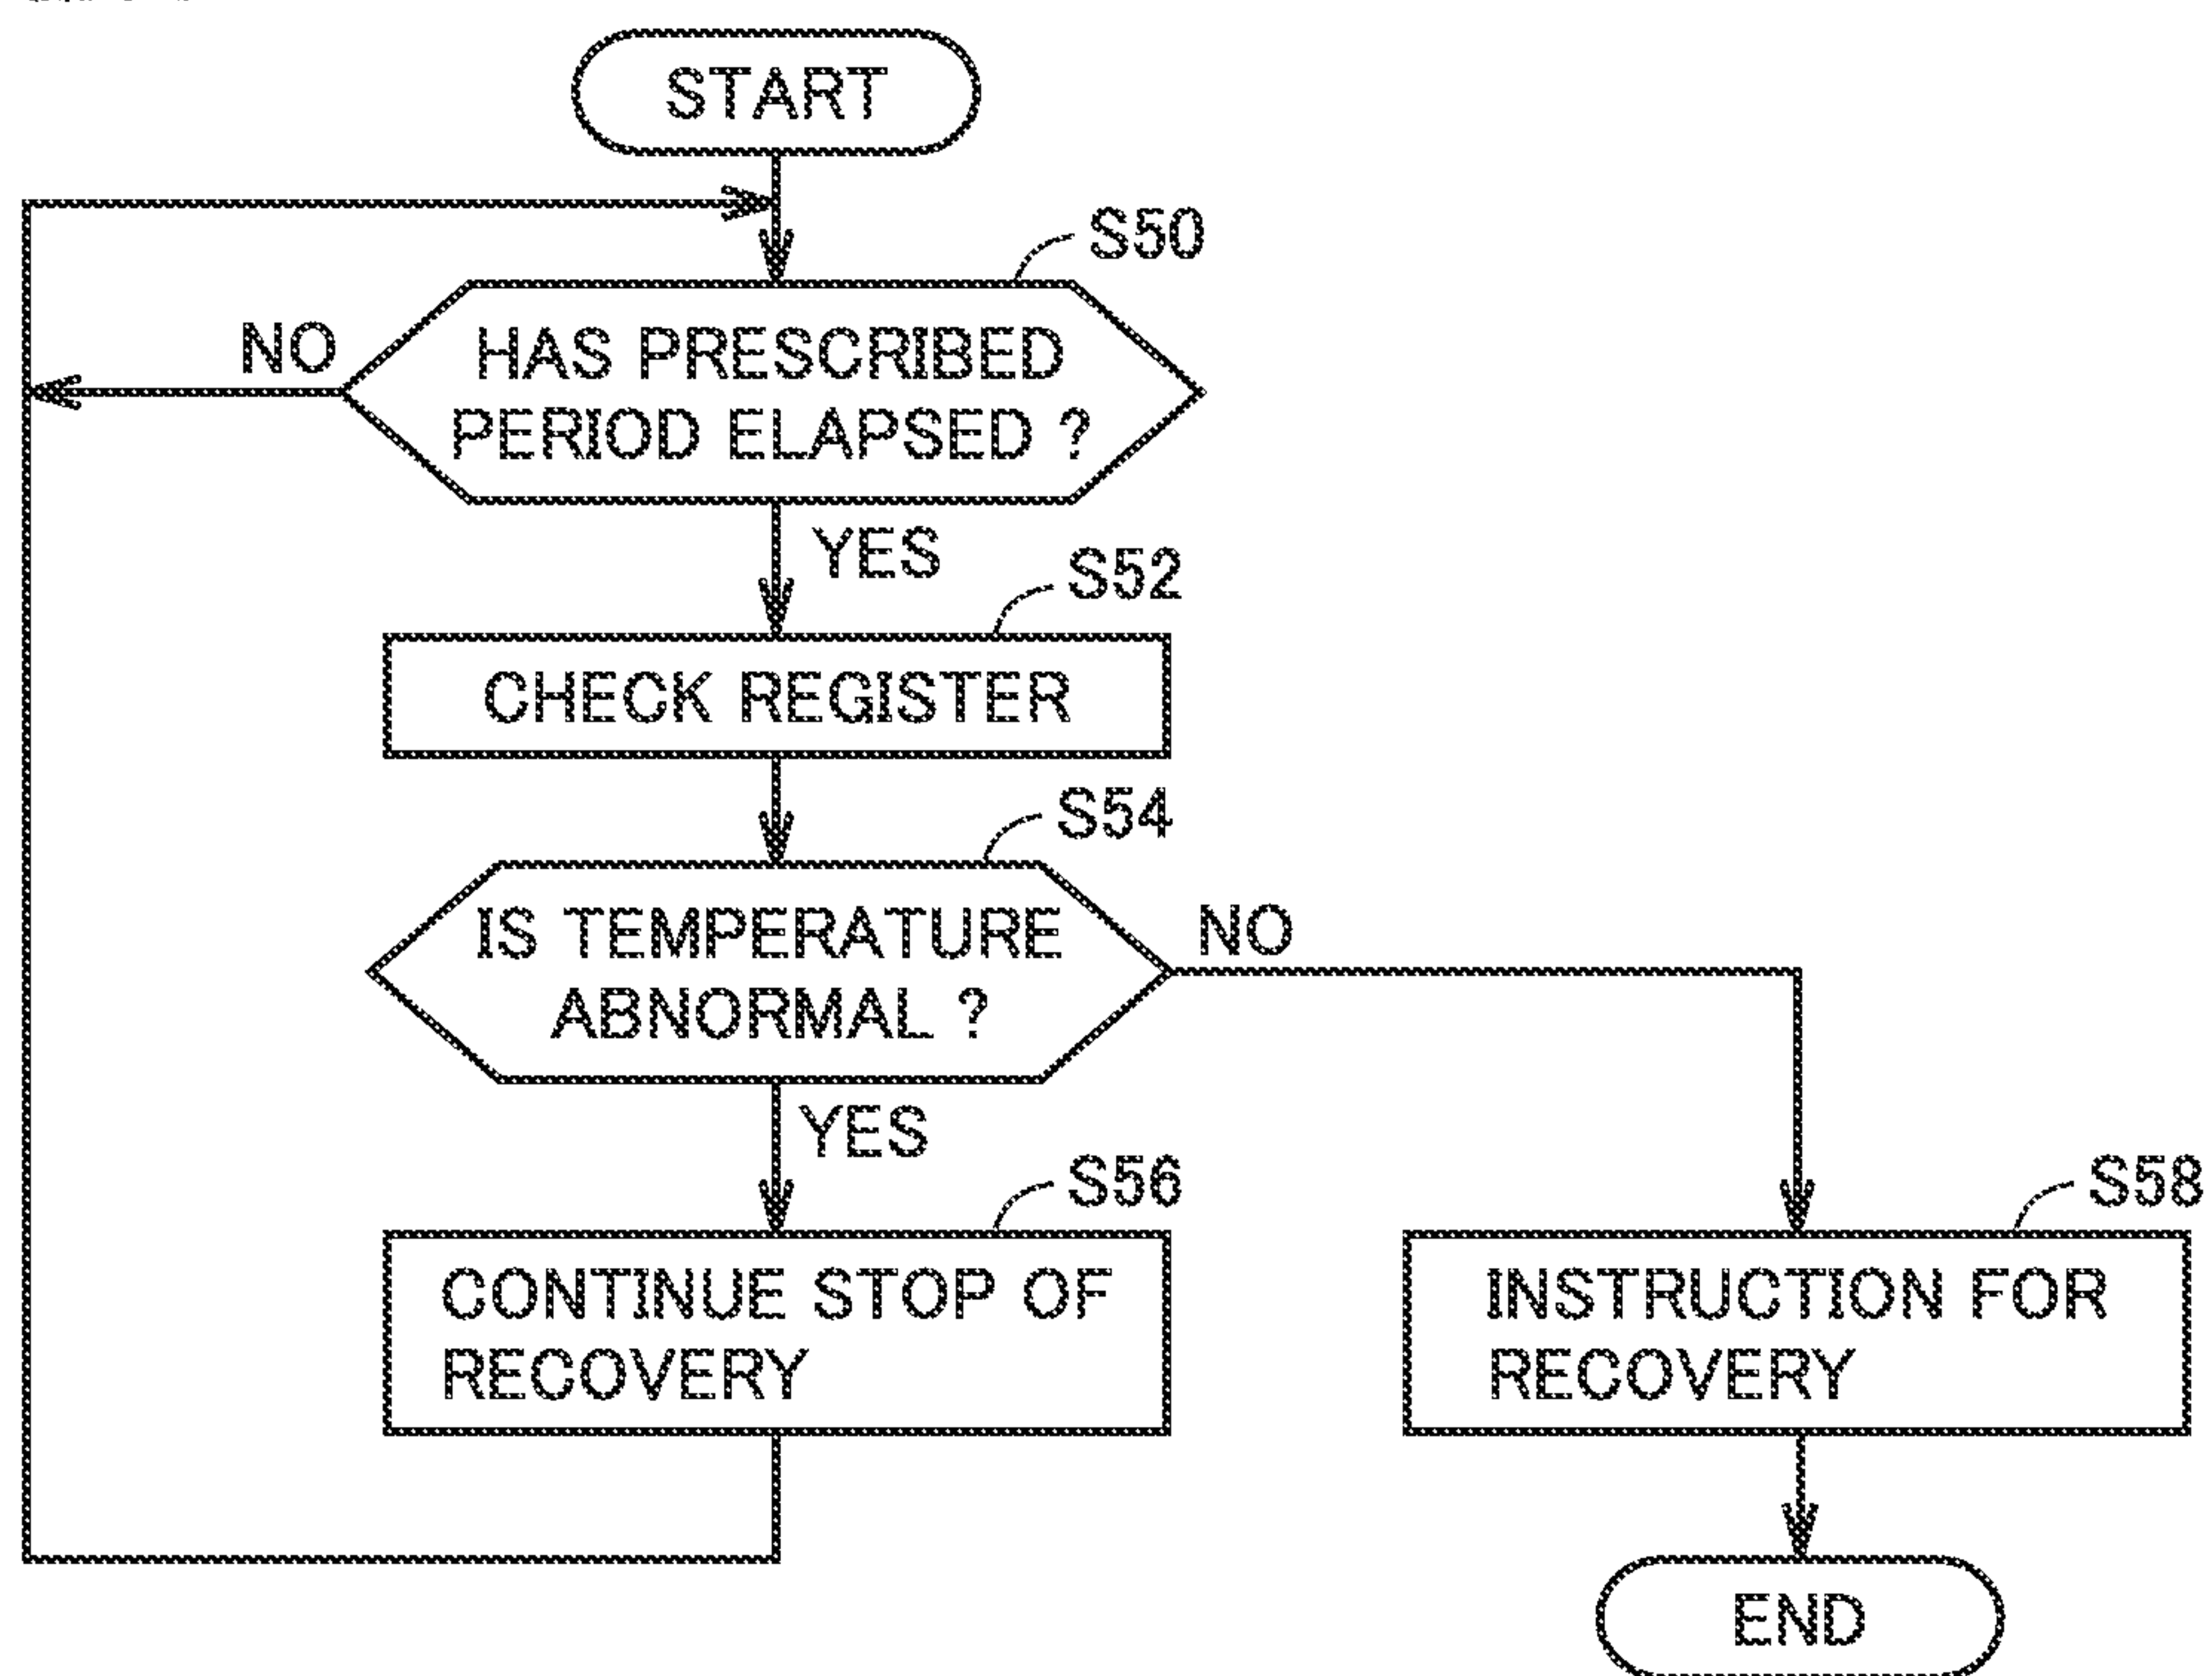 START
S50
HAS PRESCRIBED
PERIOD ELAPSED ?
NO
YES
S52
CHECK REGISTER
S54
IS TEMPERATURE
ABNORMAL ?
NO
YES
S56
CONTINUE STOP OF
RECOVERY
S58
INSTRUCTION FOR
RECOVERY
END